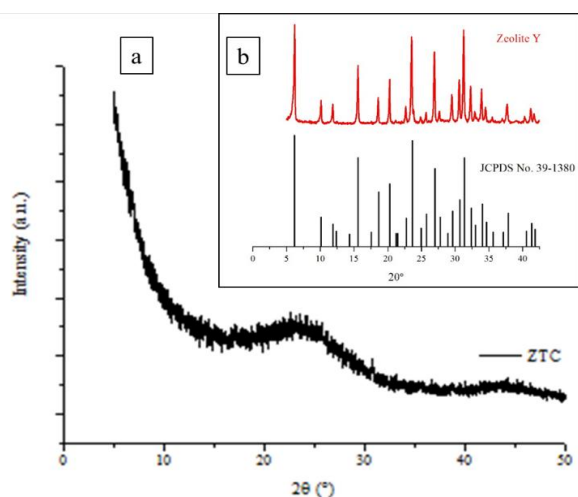 a
b
Zeolite Y
JCPDS No. 39-1380
0 5 10 15 20 25 30 35 40
2θ°
Intensity (a.u.)
ZTC
0 10 20 30 40 50
2θ (°)